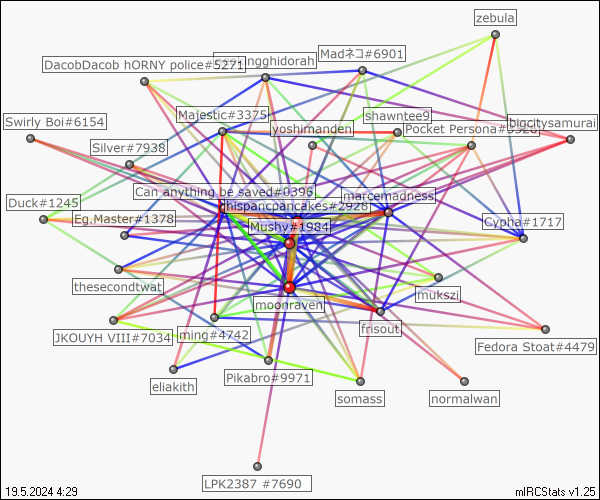 zebula
Madネコ#6901
DacobDacob hORNY police#5271
ngghidorah
Majestic#3375
shawntee9
bigcitysamurai
Swirly Boi#6154
yoshimanden
Pocket Persona#5528
Silver#7938
Can anything be saved#0396
marcemadness
Duck#1245
hispancpancakes#2928
Eg.Master#1378
Mushy#1984
Cypha#1717
thesecondtwat
moonraven
mukszi
JKOUYH VIII#7034
ming#4742
frisout
Fedora Stoat#4479
eliakith
Pikabro#9971
somass
normalwan
LPK2387 #7690
19.5.2024 4:29
mIRCStats v1.25